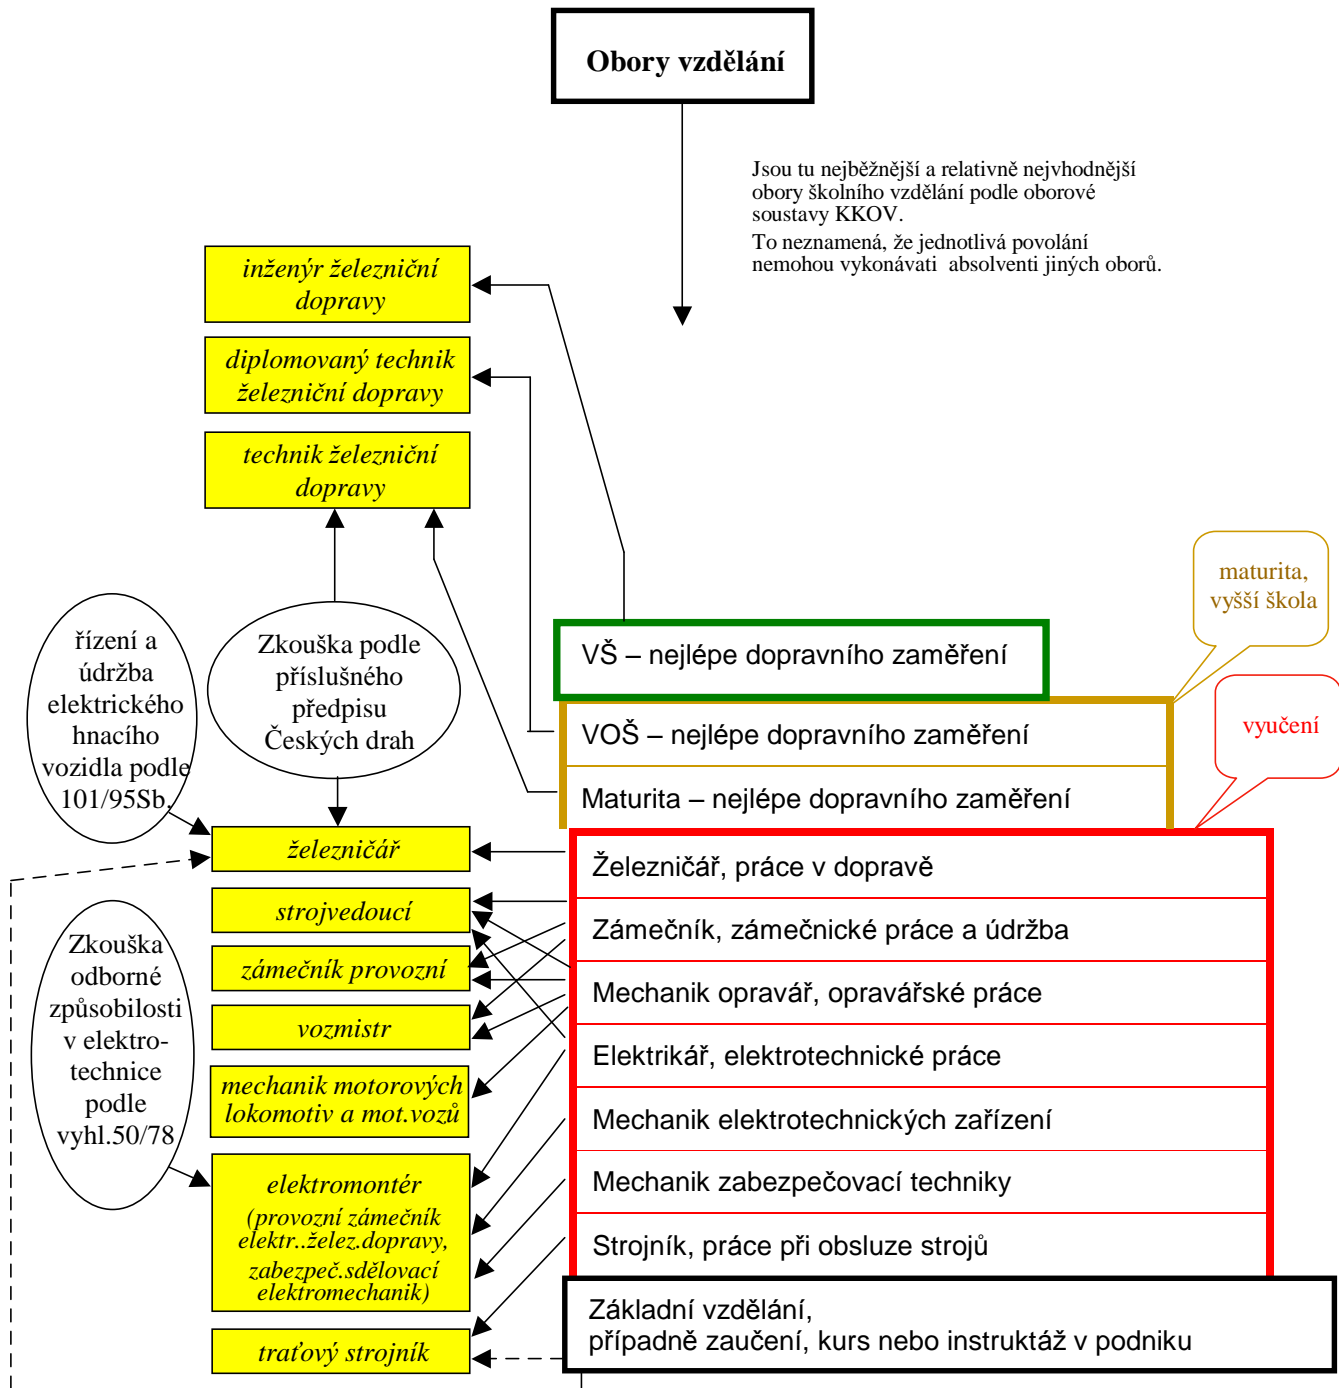 Obory vzdělání
Jsou tu nejběžnější a relativně nejvhodnější
obory školního vzdělání podle oborové
soustavy KKOV.
To neznamená, že jednotlivá povolání
nemohou vykonávati absolventi jiných oborů.
inženýr železniční
dopravy
diplomovaný technik
železniční dopravy
technik železniční
dopravy
maturita,
vyšší škola
vyučení
řízení a
údržba
elektrického
hnacího
vozidla podle
101/95Sb.
Zkouška podle
příslušného
předpisu
Českých drah
VŠ – nejlépe dopravního zaměření
VOŠ – nejlépe dopravního zaměření
Maturita – nejlépe dopravního zaměření
železničář
strojvedoucí
zámečník provozní
vozmistr
mechanik motorových
lokomotiv a mot.vozů
elektromontér
(provozní zámečník
elektr..želez.dopravy,
zabezpeč.sdělovací
elektromechanik)
traťový strojník
Zkouška
odborné
způsobilosti
v elektro-
technice
podle
vyhl.50/78
Železničář, práce v dopravě
Zámečník, zámečnické práce a údržba
Mechanik opravář, opravářské práce
Elektrikář, elektrotechnické práce
Mechanik elektrotechnických zařízení
Mechanik zabezpečovací techniky
Strojník, práce při obsluze strojů
Základní vzdělání,
případně zaučení, kurs nebo instruktáž v podniku